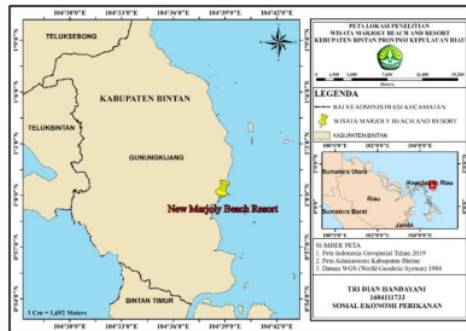 104°30'0"E 104°33'0"E 104°36'0"E 104°39'0"E 104°42'0"E
TELUKSEBONG
KABUPATEN BINTAN
TELUKBINTAN
GUNUNGKIJANG
New Marjoly Beach Resort
BINTAN TIMUR
1 Cm = 1,692 Meters
PETA LOKASI PENELITIAN
WISATA MARJOLY BEACH AND RESORT
KEBUPATEN BINTAN PROVINSI KEPULAUAN RIAU
Meters
LEGENDA
BATAS ADMINISTRASI KECAMATAN
WISATA MARJOLY BEACH AND RESORT
KABUPATEN BINTAN
Sumatera Utara
Kepulauan Riau
Riau
Sumatera Barat
Jambi
SUMBER PETA
1. Peta Indonesia Geospasial Tahun 2019
2. Peta Administrasi Kabupaten Bintan
3. Datum WGS (World Geodetic System) 1984
TRI DIAN HANDAYANI
1604111733
SOSIAL EKONOMI PERIKANAN